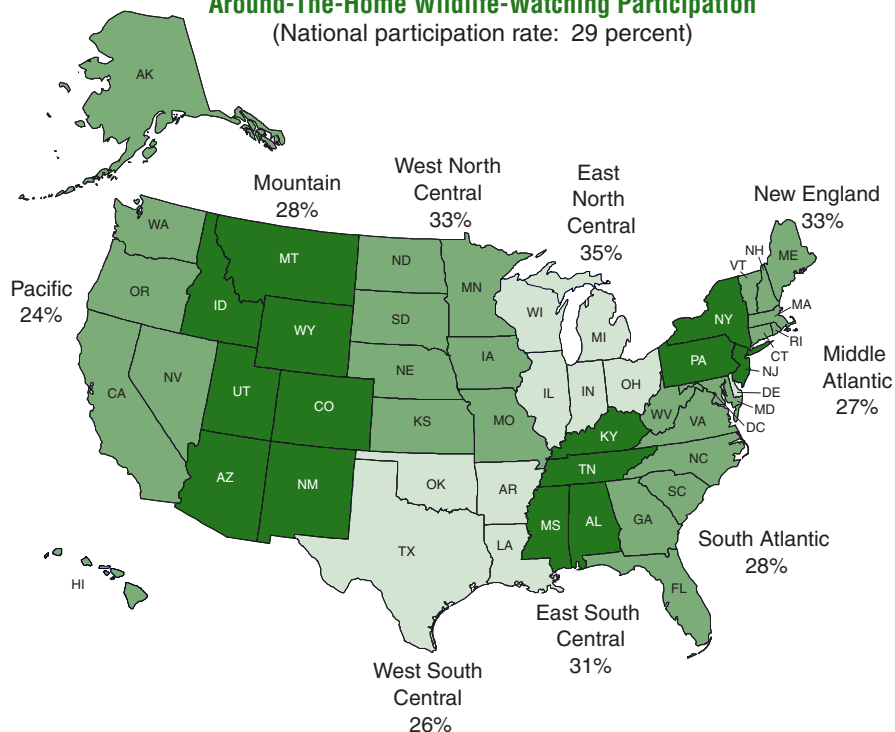 Around-The-Home Wildlife-Watching Participation
(National participation rate: 29 percent)
AK
Mountain
28%
West North
Central
33%
East
North
Central
35%
New England
33%
Pacific
24%
Middle
Atlantic
27%
South Atlantic
28%
East South
Central
31%
West South
Central
26%
WA
OR
CA
NV
ID
MT
WY
UT
CO
AZ
NM
ND
SD
NE
KS
MN
IA
MO
WI
MI
IL
IN
OH
OK
AR
TX
LA
KY
TN
MS
AL
WV
VA
NC
SC
GA
FL
NY
PA
VT
NH
ME
MA
RI
CT
NJ
DE
MD
DC
HI